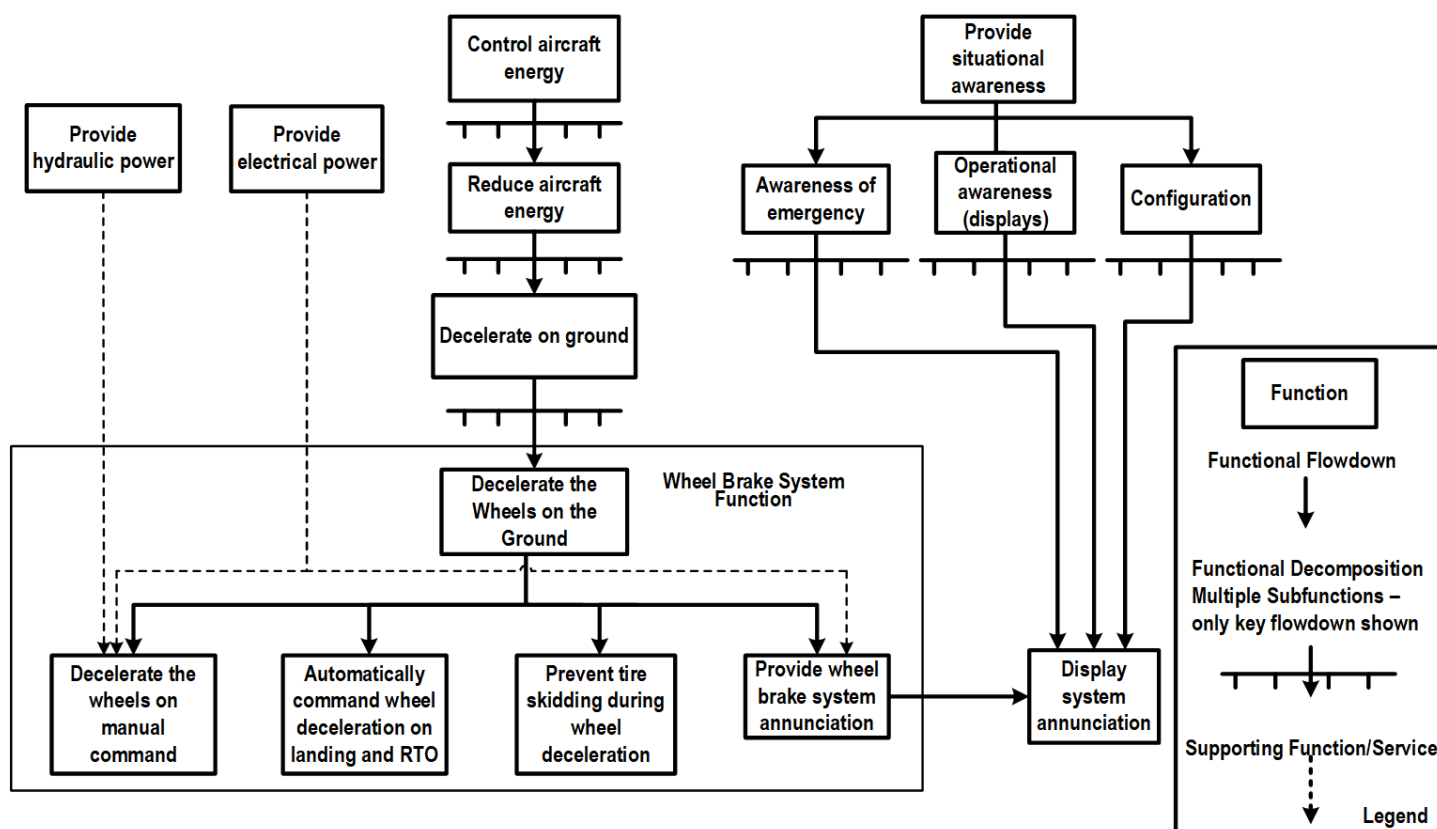 Control aircraft
energy
Provide
situational
awareness
Provide
hydraulic power
Provide
electrical power
Reduce aircraft
energy
Awareness of
emergency
Operational
awareness
(displays)
Configuration
Decelerate on ground
Function
Functional Flowdown
Decelerate the
Wheels on the
Ground
Wheel Brake System
Function
Functional Decomposition
Multiple Subfunctions –
only key flowdown shown
Decelerate the
wheels on
manual
command
Automatically
command wheel
deceleration on
landing and RTO
Prevent tire
skidding during
wheel
deceleration
Provide wheel
brake system
annunciation
Display
system
annunciation
Supporting Function/Service
Legend